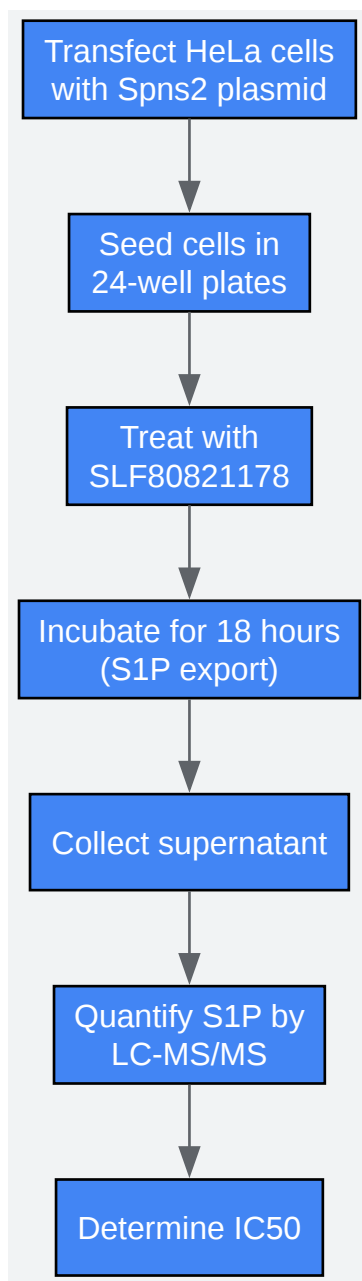 Transfect HeLa cells
with Spns2 plasmid
Seed cells in
24-well plates
Treat with
SLF80821178
Incubate for 18 hours
(S1P export)
Collect supernatant
Quantify S1P by
LC-MS/MS
Determine IC50